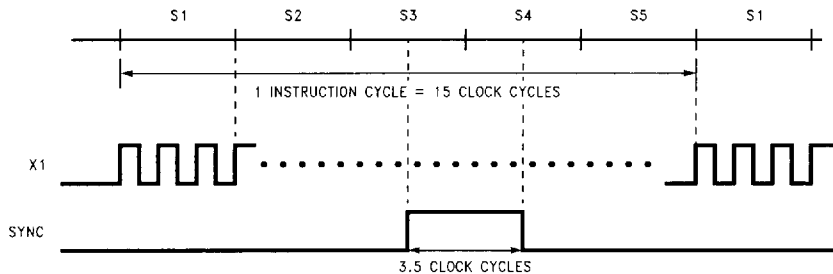 S1 S2 S3 S4 S5 S1
1 INSTRUCTION CYCLE = 15 CLOCK CYCLES
X1
SYNC
3.5 CLOCK CYCLES